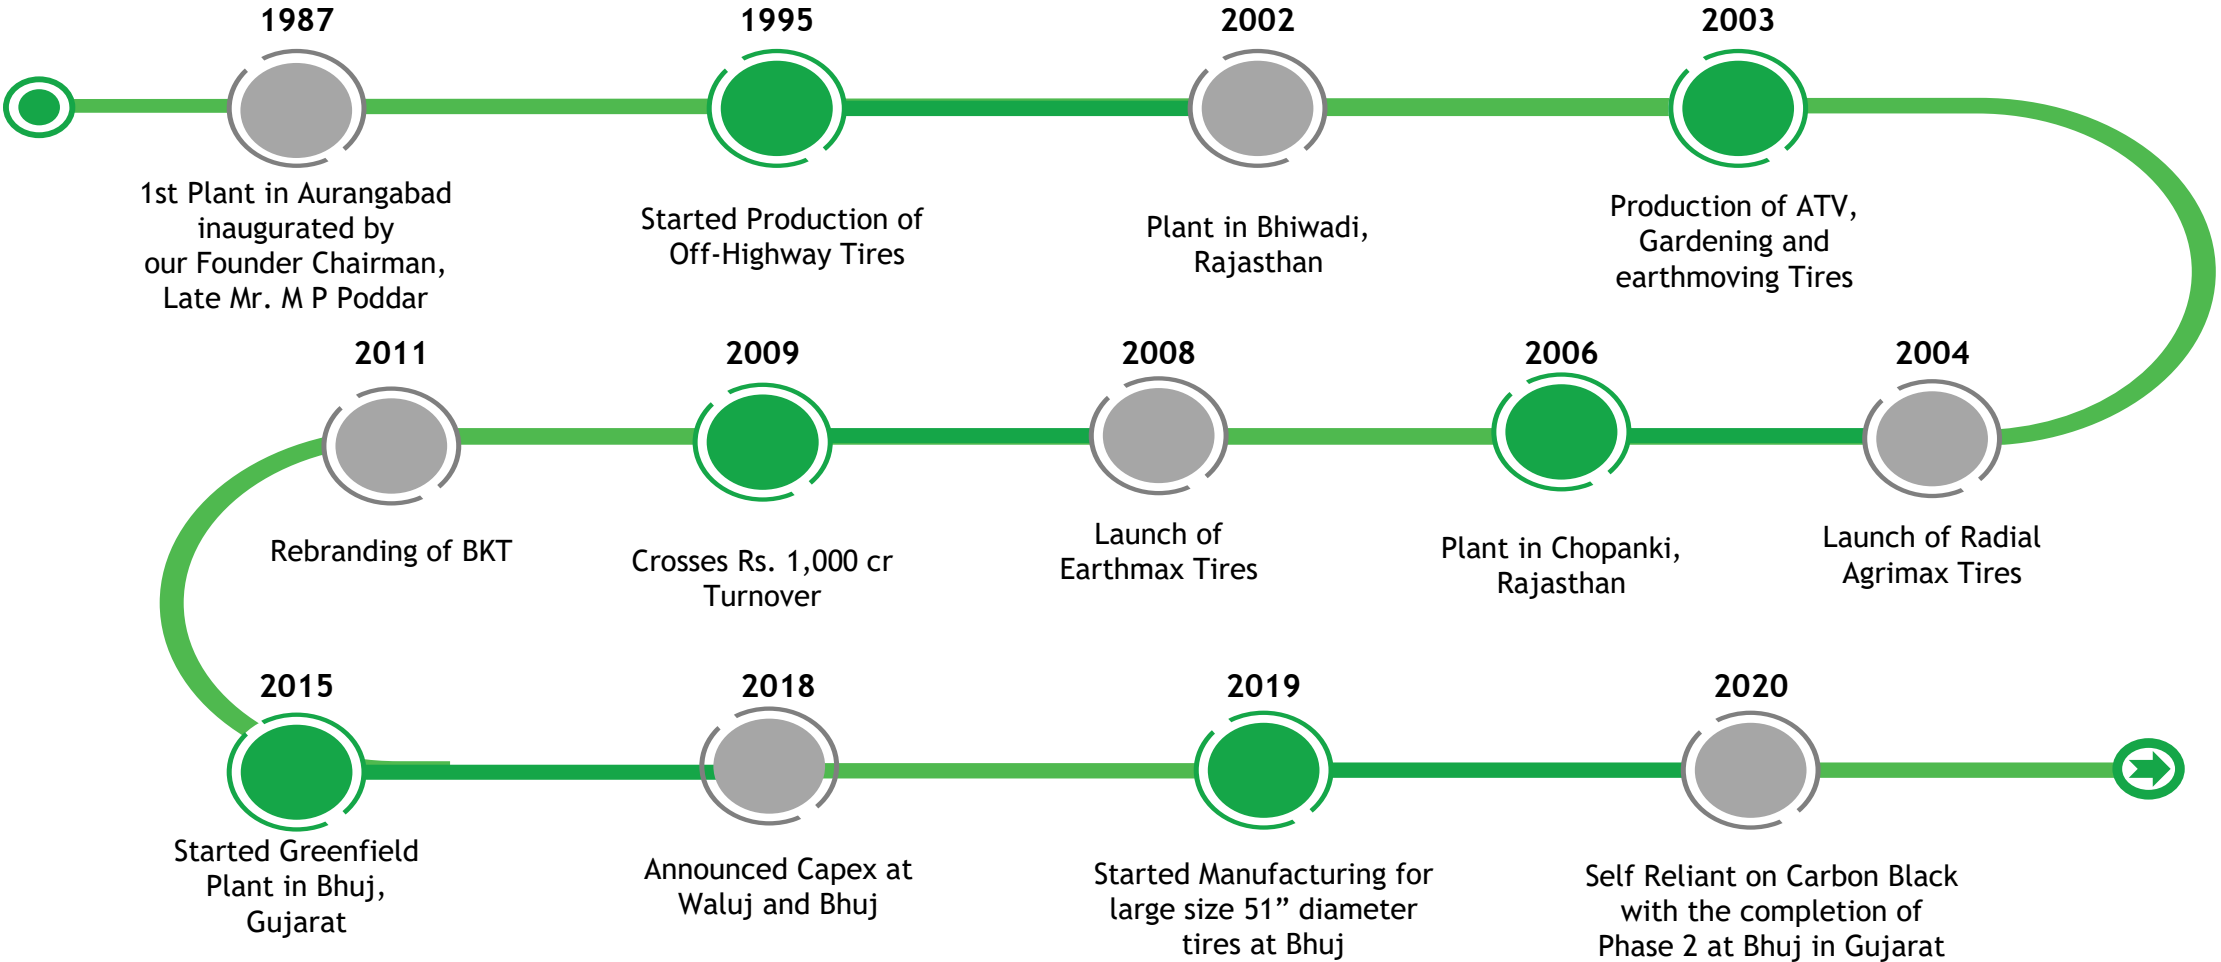 1987
1st Plant in Aurangabad
inaugurated by
our Founder Chairman,
Late Mr. M P Poddar
1995
Started Production of
Off-Highway Tires
2002
Plant in Bhiwadi,
Rajasthan
2003
Production of ATV,
Gardening and
earthmoving Tires
2004
Launch of Radial
Agrimax Tires
2006
Plant in Chopanki,
Rajasthan
2008
Launch of
Earthmax Tires
2009
Crosses Rs. 1,000 cr
Turnover
2011
Rebranding of BKT
2015
Started Greenfield
Plant in Bhuj,
Gujarat
2018
Announced Capex at
Waluj and Bhuj
2019
Started Manufacturing for
large size 51” diameter
tires at Bhuj
2020
Self Reliant on Carbon Black
with the completion of
Phase 2 at Bhuj in Gujarat